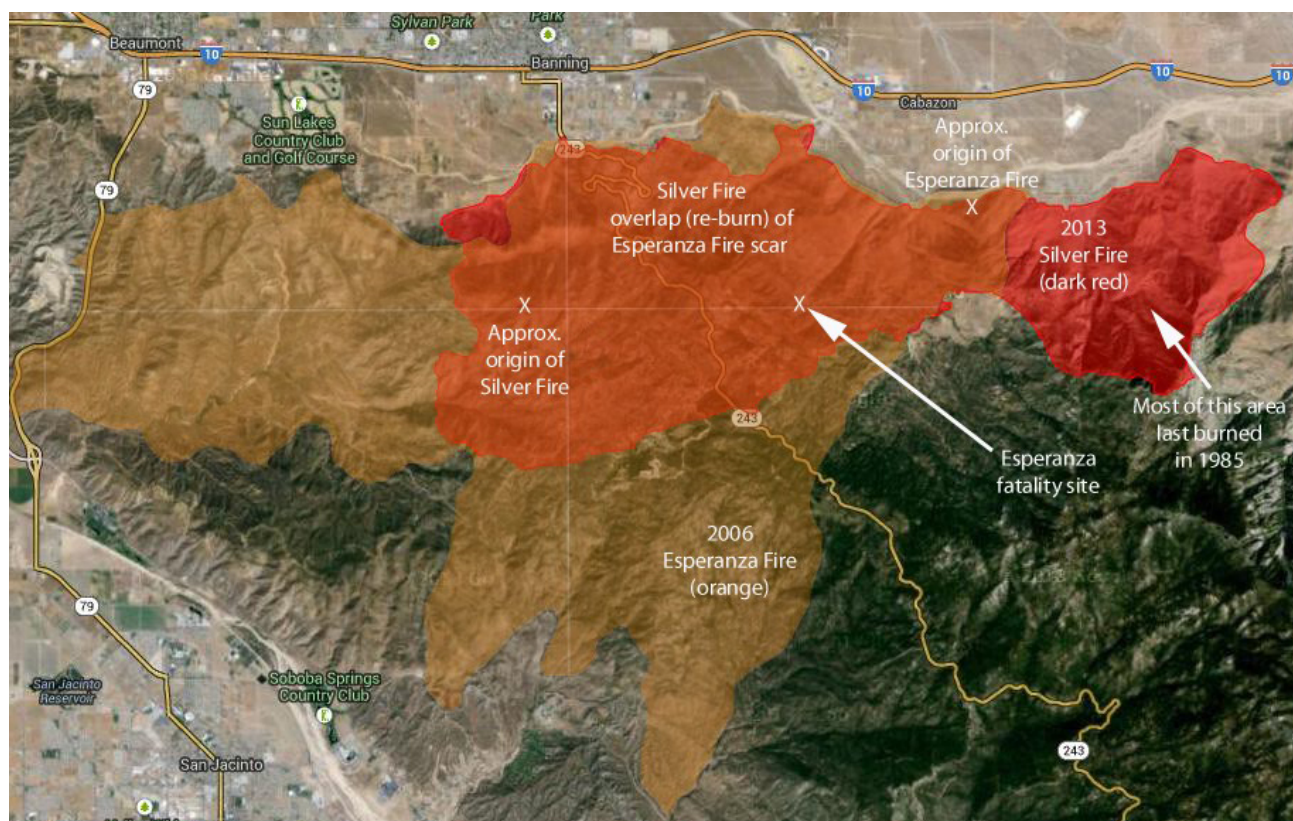 Sylvan Park
Park
Beaumont
10
Banning
79
10
10
10
Cabazon
Sun Lakes
Country Club
and Golf Course
243
Approx.
origin of
Esperanza Fire
X
79
Silver Fire
overlap (re-burn) of
Esperanza Fire scar
2013
Silver Fire
(dark red)
X
Approx.
origin of
Silver Fire
X
243
Most of this area
last burned
in 1985
Esperanza
fatality site
2006
Esperanza Fire
(orange)
79
San Jacinto
Reservoir
Soboba Springs
Country Club
243
San Jacinto